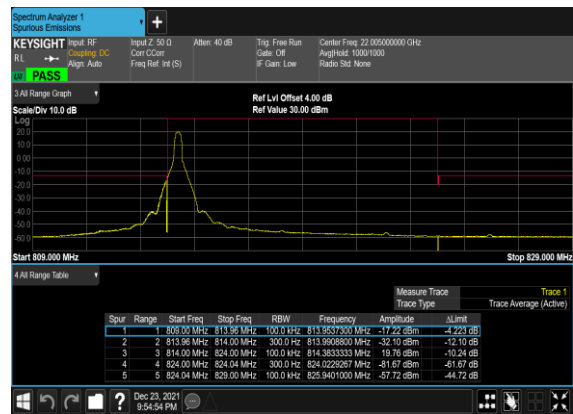 Spectrum Analyzer 1
Spurious Emissions
KEYSIGHT Input: RF Input Z: 50 Ω Atten: 40 dB Trig: Free Run Center Freq: 22.005000000 GHz
RL Coupling: DC Corr CCorr Gate: Off Avg|Hold: 1000/1000
Align: Auto Freq Ref: Int (S) IF Gain: Low Radio Std: None
PASS
3 All Range Graph
Ref Lvl Offset 4.00 dB
Scale/Div 10.0 dB Ref Value 30.00 dBm
Log
20.0
10.0
0.00
-10.0
-20.0
-30.0
-40.0
-50.0
-60.0
Start 809.000 MHz Stop 829.000 MHz
4 All Range Table
Measure Trace Trace 1
Trace Type Trace Average (Active)
Spur Range Start Freq Stop Freq RBW Frequency Amplitude ΔLimit
1 1 809.00 MHz 813.96 MHz 100.0 kHz 813.9537300 MHz -17.22 dBm -4.223 dB
2 2 813.96 MHz 814.00 MHz 300.0 Hz 813.9908800 MHz -32.10 dBm -12.10 dB
3 3 814.00 MHz 824.00 MHz 100.0 kHz 814.3833333 MHz 19.76 dBm -10.24 dB
4 4 824.00 MHz 824.04 MHz 300.0 Hz 824.0229267 MHz -81.67 dBm -61.67 dB
5 5 824.04 MHz 829.00 MHz 100.0 kHz 825.9401000 MHz -57.72 dBm -44.72 dB
Dec 23, 2021
9:54:54 PM